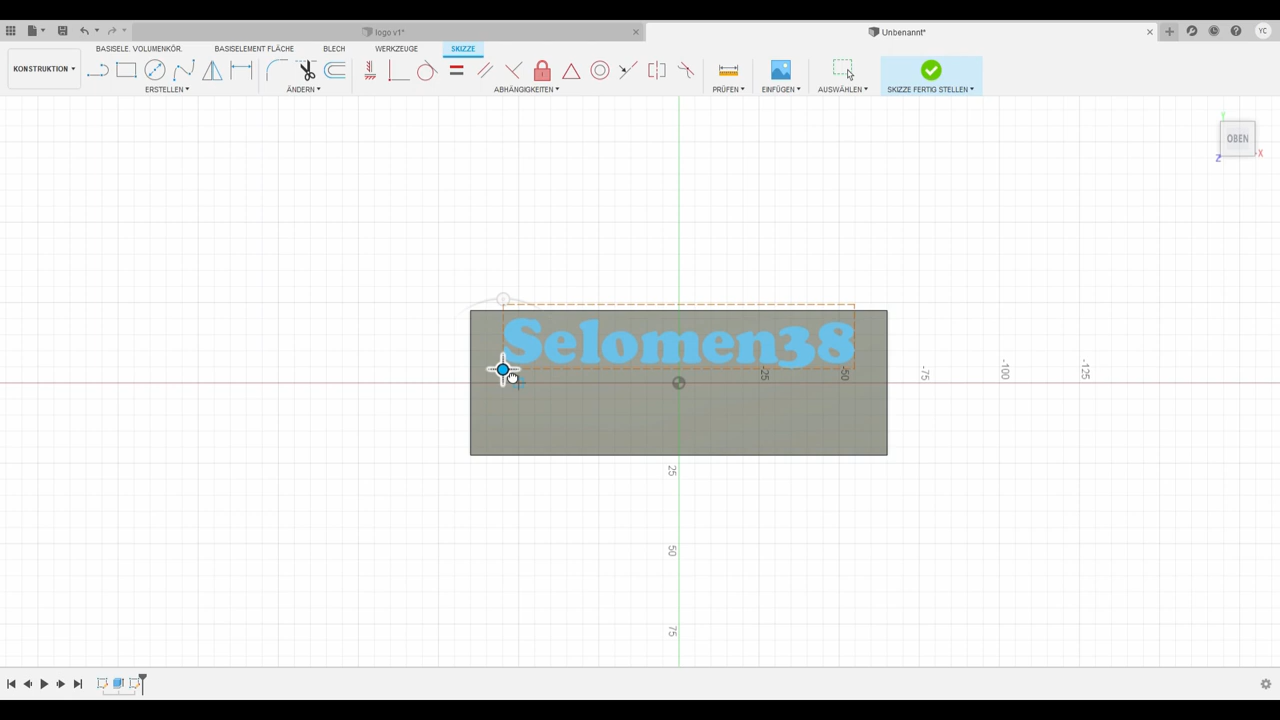 logo v1*
Unbenannt*
YC
BASISELE. VOLUMENKÖR.
BASISELEMENT FLÄCHE
BLECH
WERKZEUGE
SKIZZE
KONSTRUKTION
ERSTELLEN
ÄNDERN
ABHÄNGIGKEITEN
PRÜFEN
EINFÜGEN
AUSWÄHLEN
SKIZZE FERTIG STELLEN
Y
OBEN
Z
X
Selomen38
-25
-50
-75
-100
-125
25
50
75